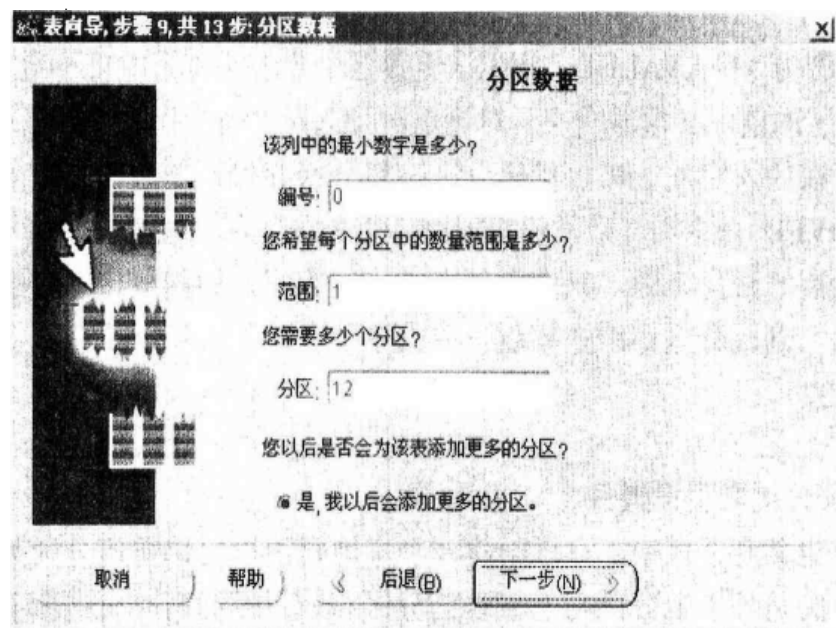 表向导, 步骤 9, 共 13 步: 分区数据
分区数据
该列中的最小数字是多少?
编号: 0
您希望每个分区中的数量范围是多少?
范围: 1
您需要多少个分区?
分区: 12
您以后是否会为该表添加更多的分区?
是, 我以后会添加更多的分区。
取消 帮助 后退(B) 下一步(N)